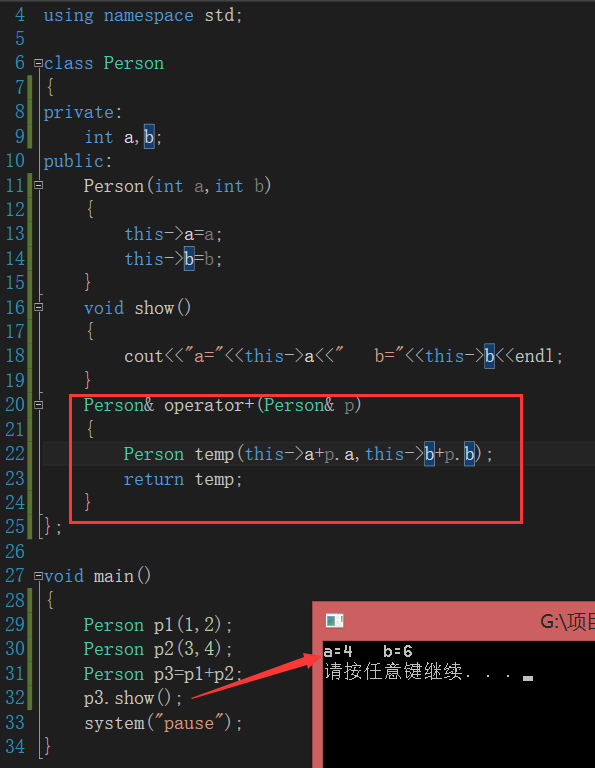 4 using namespace std;
5
6 class Person
7 {
8 private:
9     int a,b;
10 public:
11     Person(int a,int b)
12     {
13         this->a=a;
14         this->b=b;
15     }
16     void show()
17     {
18         cout<<"a="<<this->a<<"   b="<<this->b<<endl;
19     }
20     Person& operator+(Person& p)
21     {
22         Person temp(this->a+p.a,this->b+p.b);
23         return temp;
24     }
25 };
26
27 void main()
28 {
29     Person p1(1,2);
30     Person p2(3,4);
31     Person p3=p1+p2;
32     p3.show();
33     system("pause");
34 }
G:\项目
a=4   b=6
请按任意键继续. . .